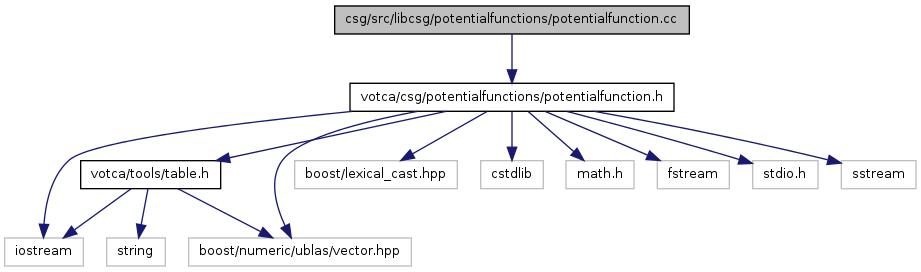 csg/src/libcsg/potentialfunctions/potentialfunction.cc
votca/csg/potentialfunctions/potentialfunction.h
votca/tools/table.h
boost/lexical_cast.hpp
cstdlib
math.h
fstream
stdio.h
sstream
iostream
string
boost/numeric/ublas/vector.hpp